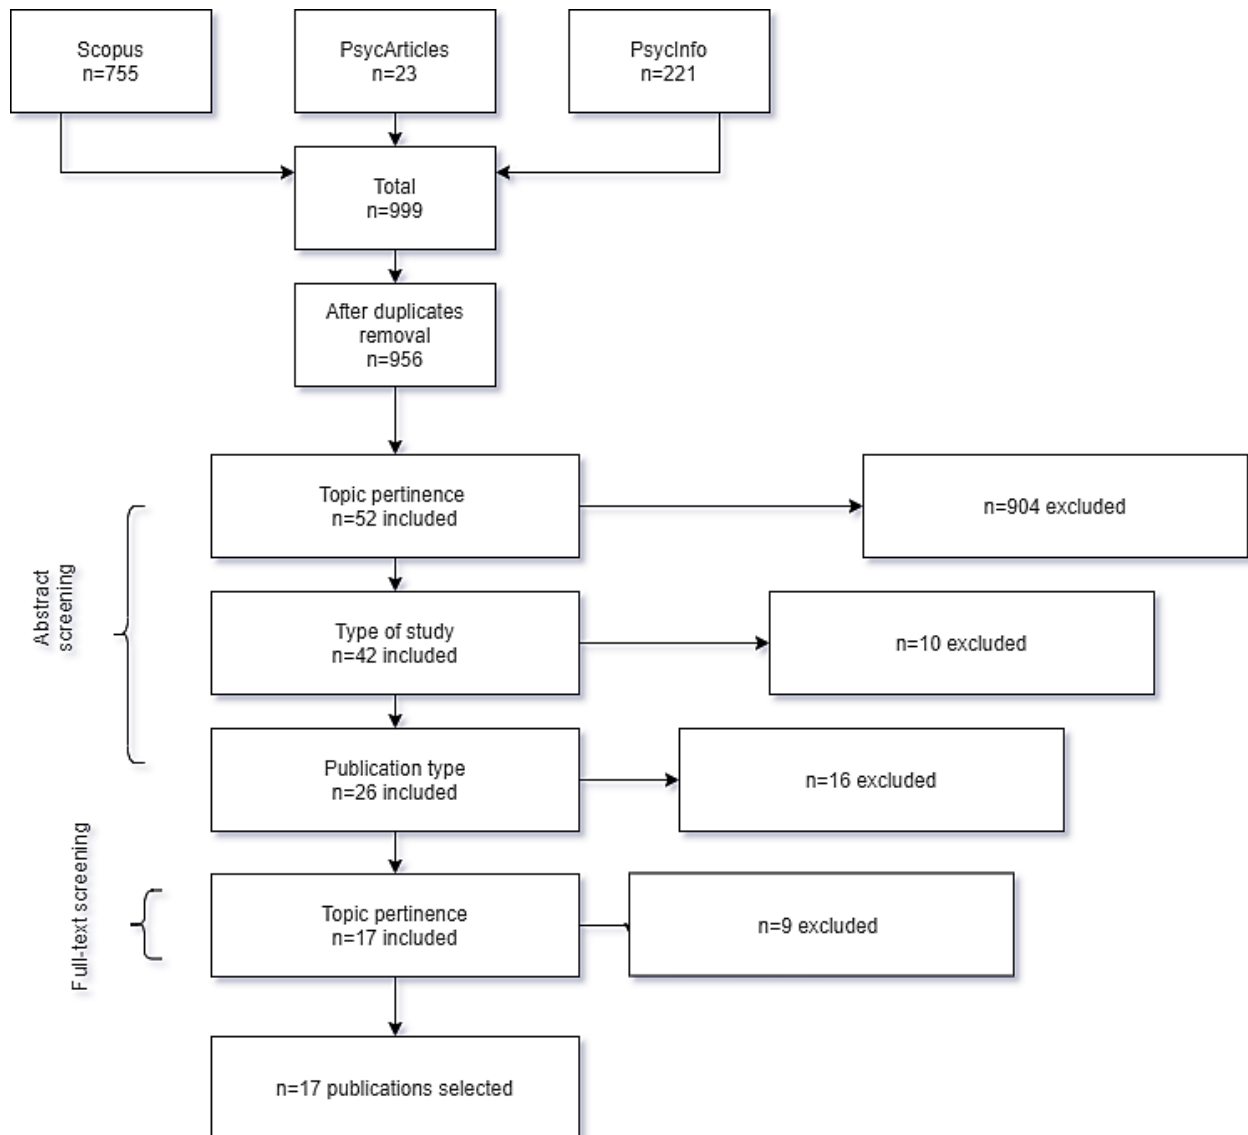 Scopus
n=755
PsycArticles
n=23
PsycInfo
n=221
Total
n=999
After duplicates
removal
n=956
Topic pertinence
n=52 included
n=904 excluded
Abstract
screening
Type of study
n=42 included
n=10 excluded
Publication type
n=26 included
n=16 excluded
Full-text screening
Topic pertinence
n=17 included
n=9 excluded
n=17 publications selected